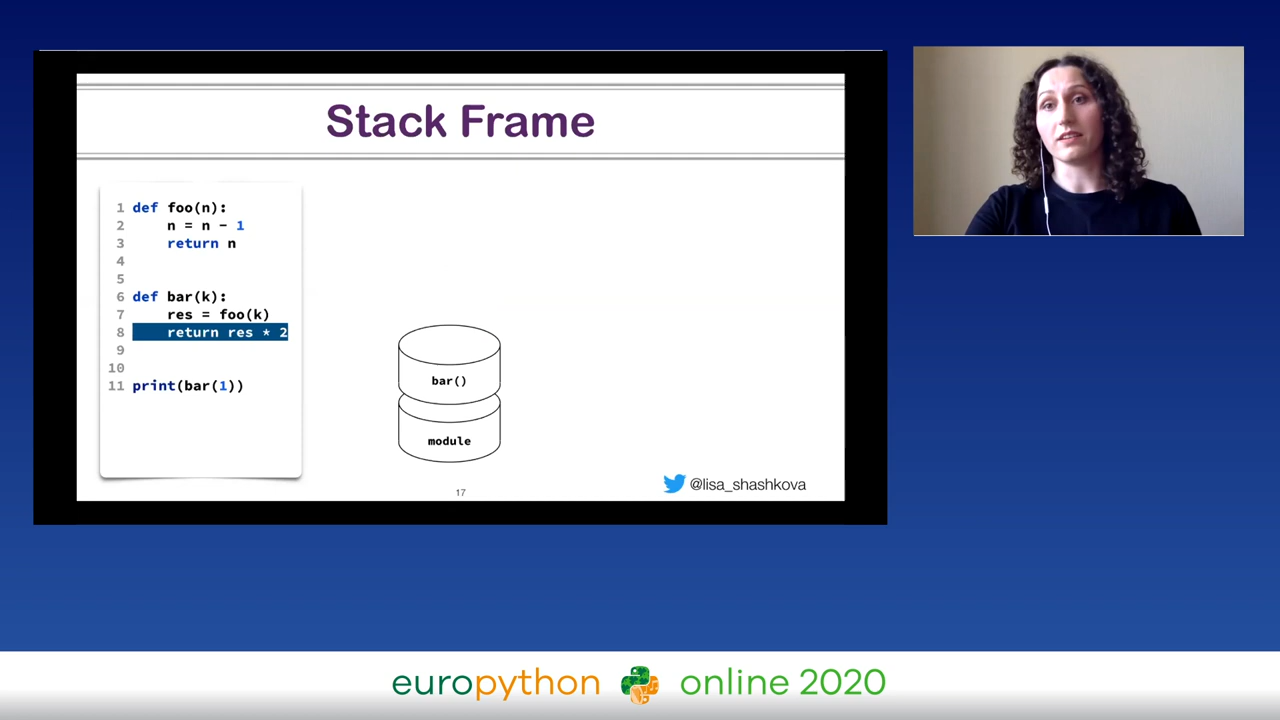 Stack Frame
1 def foo(n):
2     n = n - 1
3     return n
4
5
6 def bar(k):
7     res = foo(k)
8     return res * 2
9
10
11 print(bar(1))
bar()
module
17
@lisa_shashkova
europython online 2020